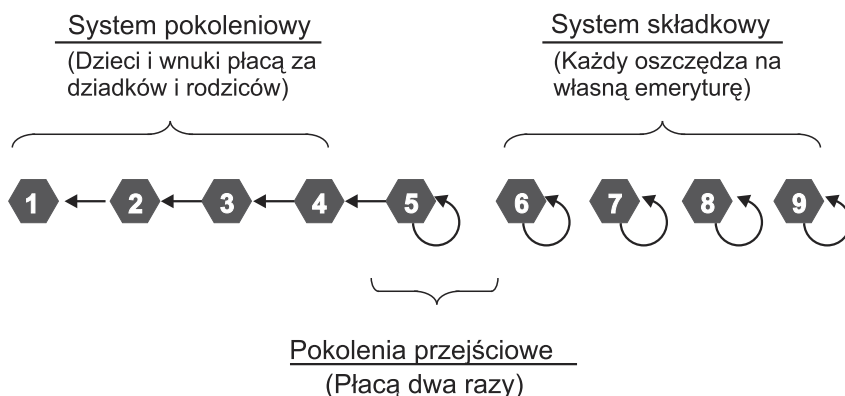 System pokoleniowy
(Dzieci i wnuki płacą za
dziadków i rodziców)
System składkowy
(Każdy oszczędza na
własną emeryturę)
1 2 3 4 5 6 7 8 9
Pokolenia przejściowe
(Płacą dwa razy)